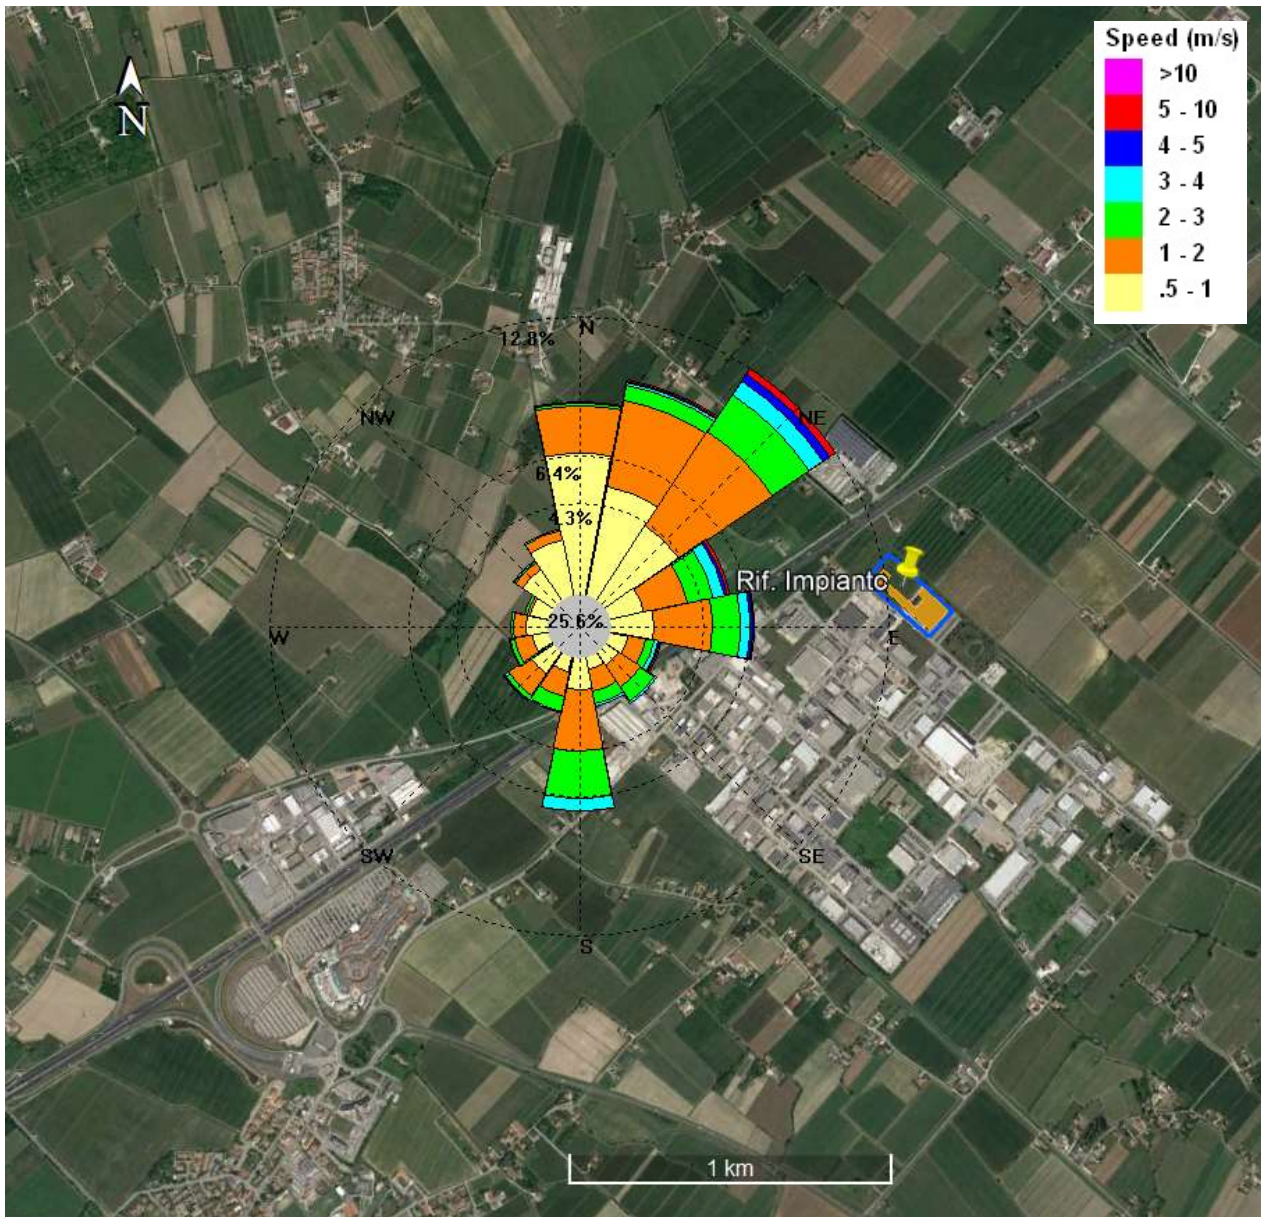 Speed (m/s)
>10
5 - 10
4 - 5
3 - 4
2 - 3
1 - 2
.5 - 1
N
N
12.8%
NW
NE
6.4%
4.3%
Rif. Impianto
25.6%
W
E
SW
SE
S
1 km